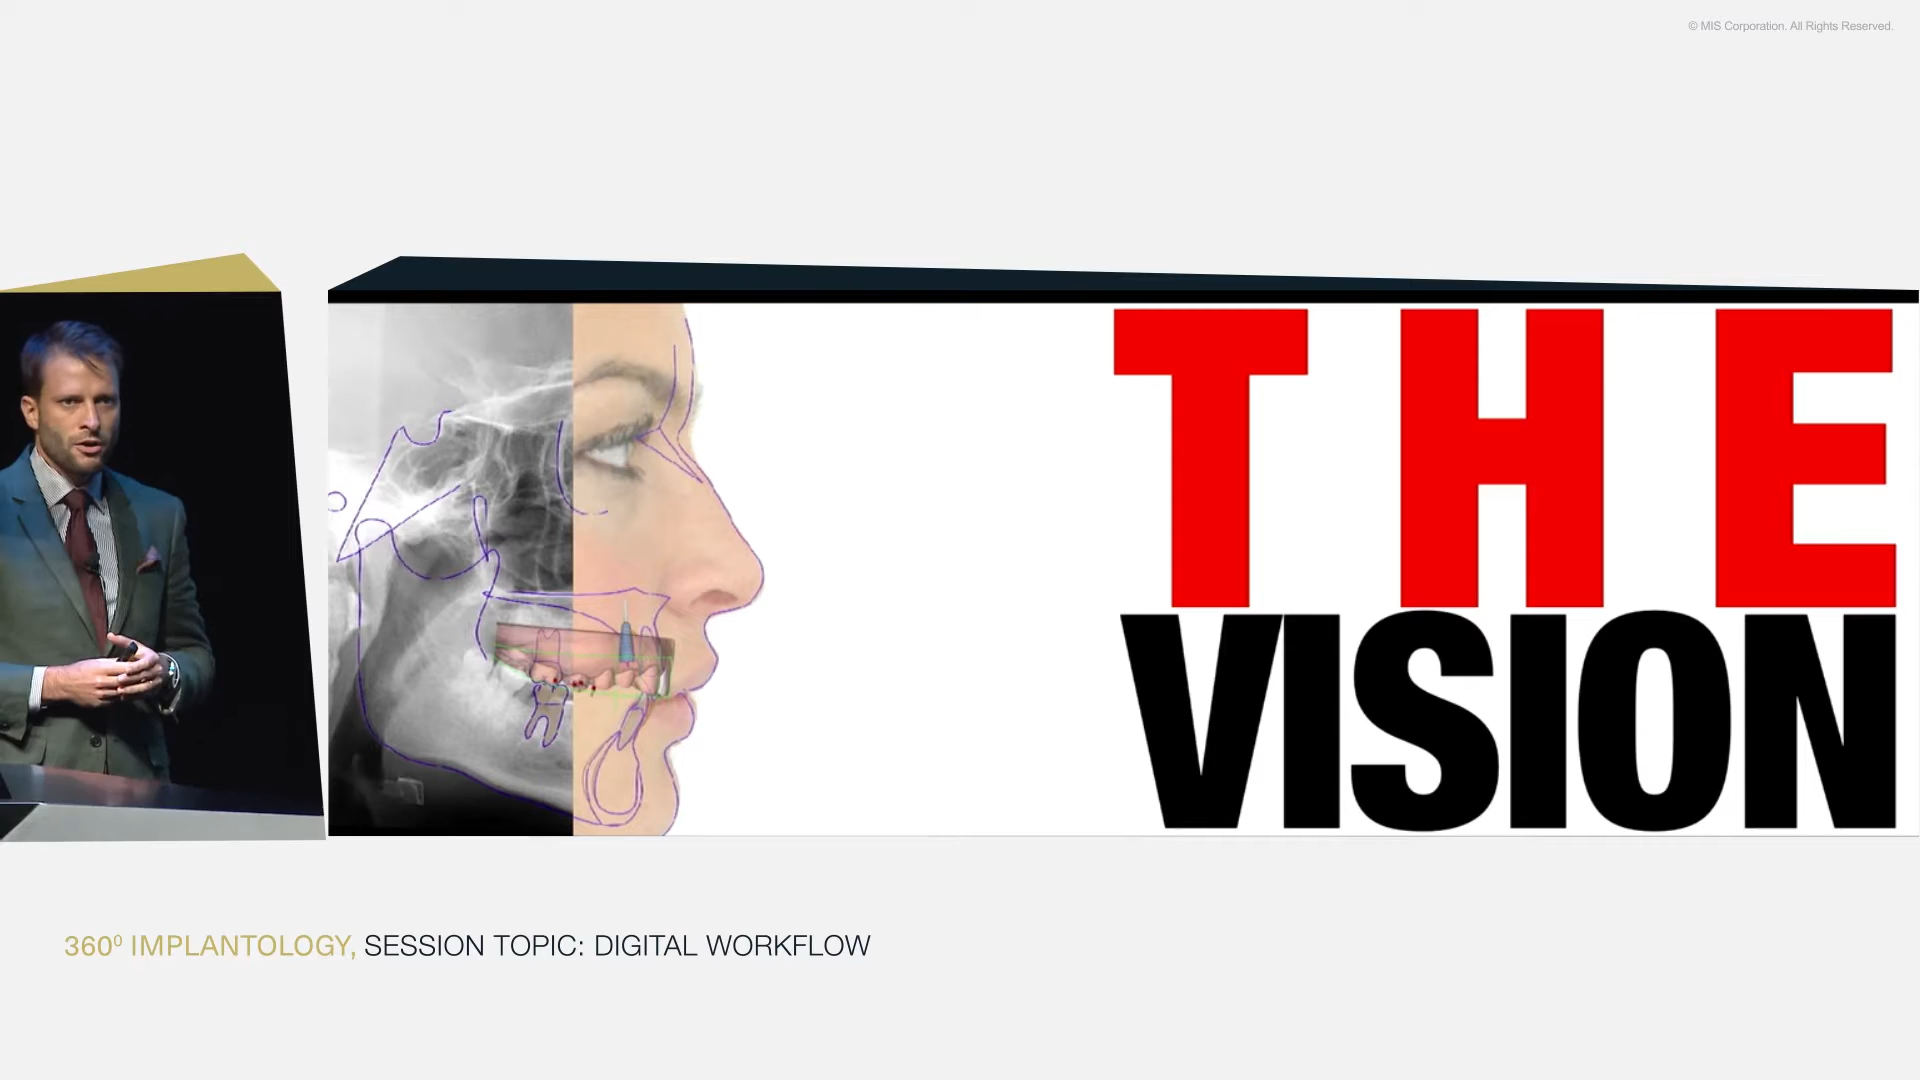 © MIS Corporation. All Rights Reserved.
THE
VISION
360⁰ IMPLANTOLOGY, SESSION TOPIC: DIGITAL WORKFLOW